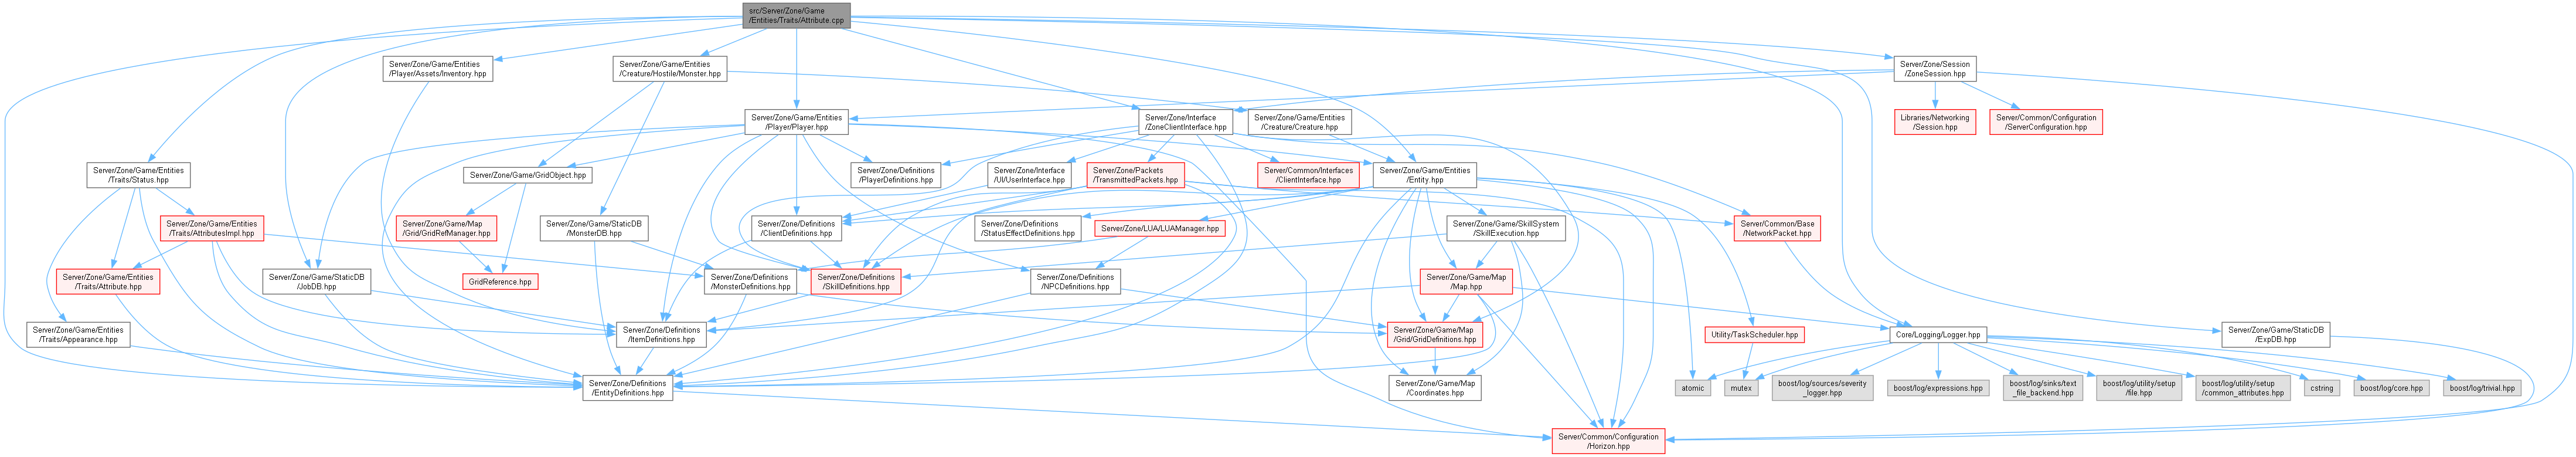 src/Server/Zone/Game
/Entities/Traits/Attribute.cpp
Server/Zone/Game/Entities
/Player/Assets/Inventory.hpp
Server/Zone/Game/Entities
/Creature/Hostile/Monster.hpp
Server/Zone/Session
/ZoneSession.hpp
Server/Zone/Game/Entities
/Player/Player.hpp
Server/Zone/Interface
/ZoneClientInterface.hpp
Server/Zone/Game/Entities
/Creature/Creature.hpp
Libraries/Networking
/Session.hpp
Server/Common/Configuration
/ServerConfiguration.hpp
Server/Zone/Game/Entities
/Traits/Status.hpp
Server/Zone/Game/GridObject.hpp
Server/Zone/Definitions
/PlayerDefinitions.hpp
Server/Zone/Interface
/UI/UserInterface.hpp
Server/Zone/Packets
/TransmittedPackets.hpp
Server/Common/Interfaces
/ClientInterface.hpp
Server/Zone/Game/Entities
/Entity.hpp
Server/Zone/Game/Entities
/Traits/AttributesImpl.hpp
Server/Zone/Game/Map
/Grid/GridRefManager.hpp
Server/Zone/Game/StaticDB
/MonsterDB.hpp
Server/Zone/Definitions
/ClientDefinitions.hpp
Server/Zone/Definitions
/StatusEffectDefinitions.hpp
Server/Zone/LUA/LUAManager.hpp
Server/Zone/Game/SkillSystem
/SkillExecution.hpp
Server/Common/Base
/NetworkPacket.hpp
Server/Zone/Game/Entities
/Traits/Attribute.hpp
Server/Zone/Game/StaticDB
/JobDB.hpp
GridReference.hpp
Server/Zone/Definitions
/MonsterDefinitions.hpp
Server/Zone/Definitions
/SkillDefinitions.hpp
Server/Zone/Definitions
/NPCDefinitions.hpp
Server/Zone/Game/Map
/Map.hpp
Server/Zone/Game/Entities
/Traits/Appearance.hpp
Server/Zone/Definitions
/ItemDefinitions.hpp
Server/Zone/Game/Map
/Grid/GridDefinitions.hpp
Utility/TaskScheduler.hpp
Core/Logging/Logger.hpp
Server/Zone/Game/StaticDB
/ExpDB.hpp
Server/Zone/Definitions
/EntityDefinitions.hpp
Server/Zone/Game/Map
/Coordinates.hpp
atomic
mutex
boost/log/sources/severity
_logger.hpp
boost/log/expressions.hpp
boost/log/sinks/text
_file_backend.hpp
boost/log/utility/setup
/file.hpp
boost/log/utility/setup
/common_attributes.hpp
cstring
boost/log/core.hpp
boost/log/trivial.hpp
Server/Common/Configuration
/Horizon.hpp